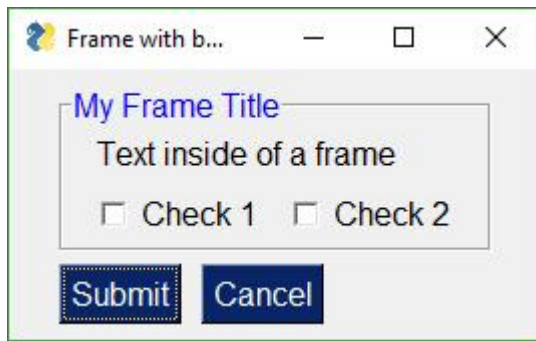 Frame with b...
My Frame Title
Text inside of a frame
Check 1 Check 2
Submit Cancel